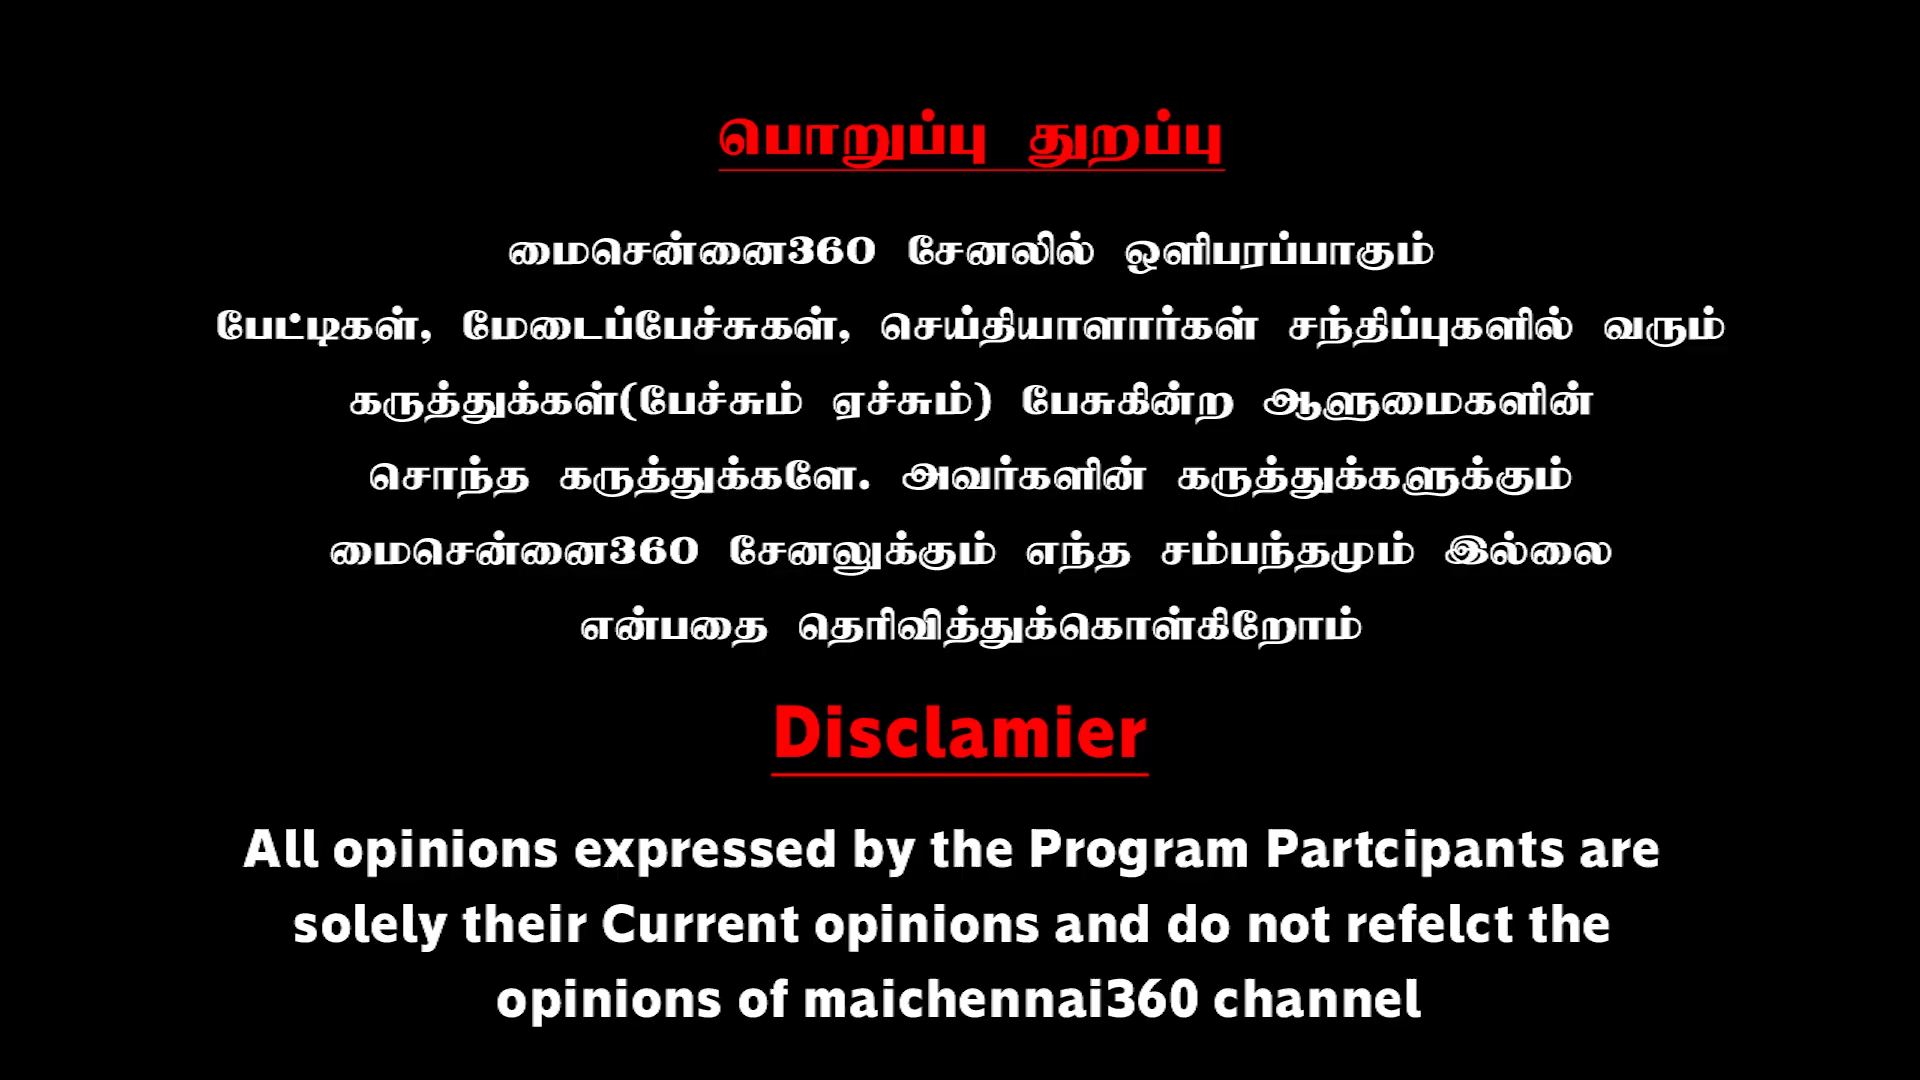 பொறுப்பு துறப்பு
மைசென்னை360 சேனலில் ஒளிபரப்பாகும்
பேட்டிகள், மேடைப்பேச்சுகள், செய்தியாளார்கள் சந்திப்புகளில் வரும்
கருத்துக்கள்(பேச்சும் ஏச்சும்) பேசுகின்ற ஆளுமைகளின்
சொந்த கருத்துக்களே. அவர்களின் கருத்துக்களுக்கும்
மைசென்னை360 சேனலுக்கும் எந்த சம்பந்தமும் இல்லை
என்பதை தெரிவித்துக்கொள்கிறோம்
Disclamier
All opinions expressed by the Program Partcipants are
solely their Current opinions and do not refelct the
opinions of maichennai360 channel